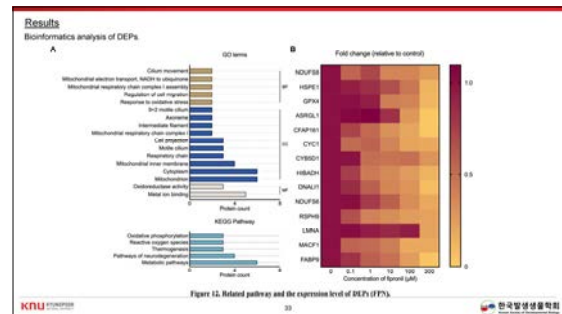 Results
Bioinformatics analysis of DEPs.
A
GO terms
Cilium movement
Mitochondrial electron transport, NADH to ubiquinone
Mitochondrial respiratory chain complex I assembly
Regulation of cell migration
Response to oxidative stress
BP
9+2 motile cilium
Axoneme
Intermediate filament
Mitochondrial respiratory chain complex I
Cell projection
Motile cilium
Respiratory chain
Mitochondrial inner membrane
Cytoplasm
Mitochondrion
CC
Oxidoreductase activity
Metal ion binding
MF
0
Protein count
KEGG Pathway
Oxidative phosphorylation
Reactive oxygen species
Thermogenesis
Pathways of neurodegeneration
Metabolic pathways
0
Protein count
B
Fold change (relative to control)
NDUFS8
HSPE1
GPX4
ASRGL1
CFAP161
CYC1
CYB5D1
HIBADH
DNALI1
NDUFS6
RSPH9
LMNA
MACF1
FABP9
0 0.1 1 10 100 200
Concentration of fipronil (μM)
1.0
0.5
0
Figure 12. Related pathway and the expression level of DEPs (FPN).
KNU
33
한국발생생물학회